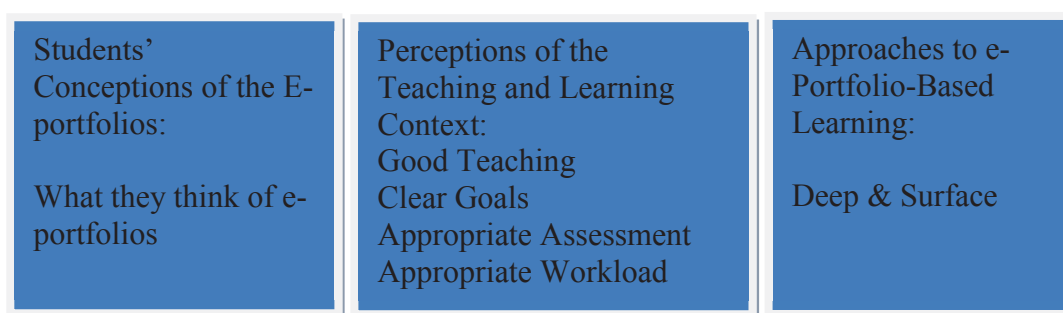 Students’
Conceptions of the E-
portfolios:
What they think of e-
portfolios
Perceptions of the
Teaching and Learning
Context:
Good Teaching
Clear Goals
Appropriate Assessment
Appropriate Workload
Approaches to e-
Portfolio-Based
Learning:
Deep & Surface